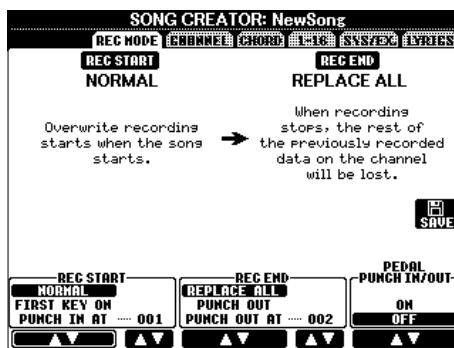 SONG CREATOR: NewSong
REC MODE CHANNEL CHORD 1-16 SYS/EX. LYRICS
REC START
NORMAL
Overwrite recording
starts when the song
starts.
REC END
REPLACE ALL
When recording
stops, the rest of
the previously recorded
data on the channel
will be lost.
SAVE
REC START
NORMAL
FIRST KEY ON
PUNCH IN AT ···· 001
REC END
REPLACE ALL
PUNCH OUT
PUNCH OUT AT ···· 002
PEDAL
PUNCH IN/OUT
ON
OFF